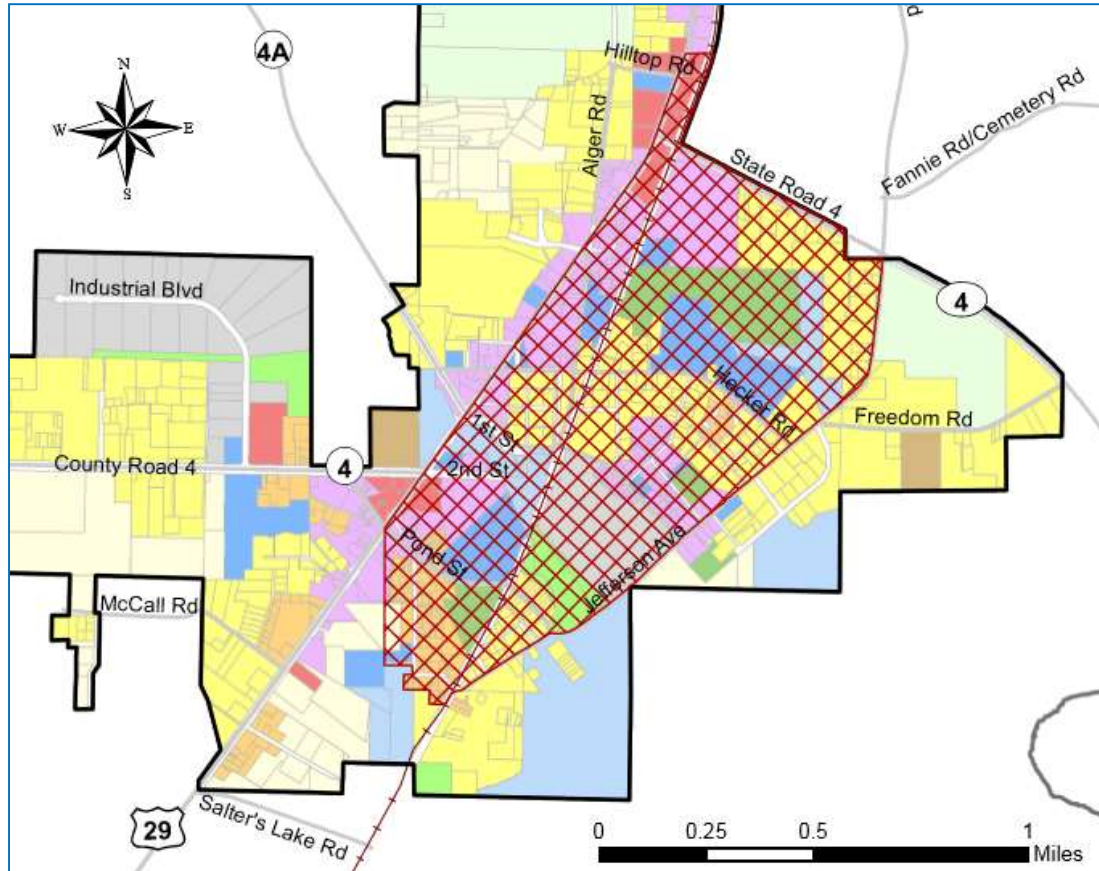 4A
Hilltop Rd
N
W
E
S
Alger Rd
Fannie Rd/Cemetery Rd
State Road 4
Industrial Blvd
4
1st St
Hecker Rd
Freedom Rd
County Road 4
4
2nd St
Pond St
Jefferson Ave
McCall Rd
Salter's Lake Rd
29
0
0.25
0.5
1
Miles